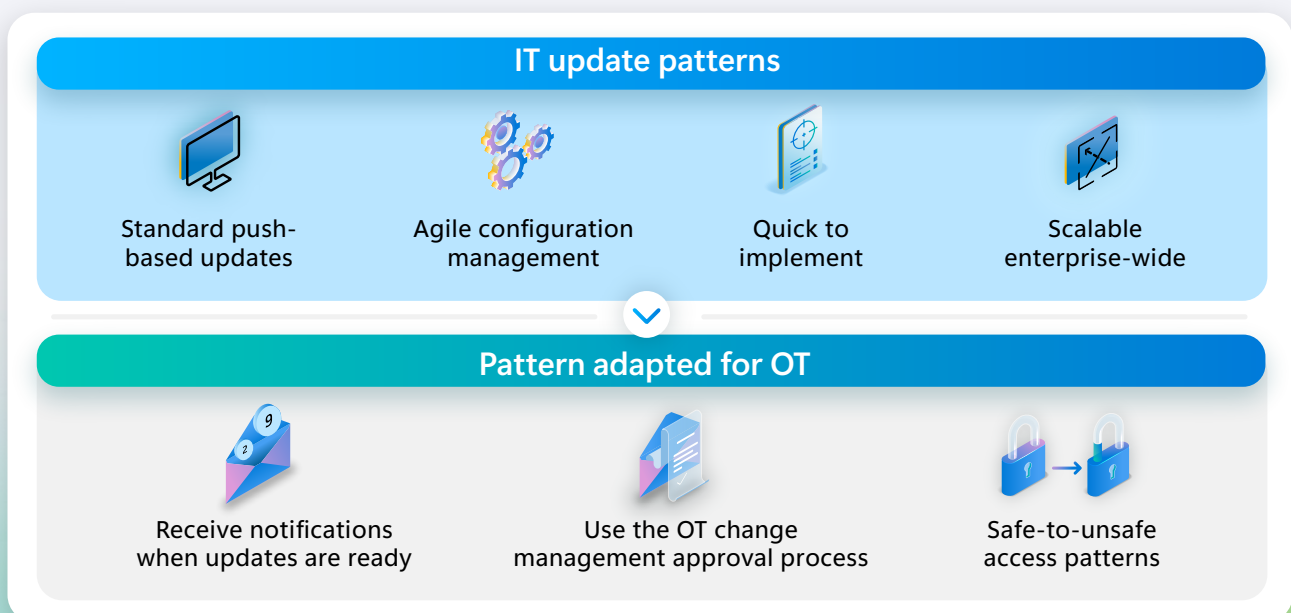 IT update patterns
Standard push-
based updates
Agile configuration
management
Quick to
implement
Scalable
enterprise-wide
Pattern adapted for OT
9
2
Receive notifications
when updates are ready
Use the OT change
management approval process
Safe-to-unsafe
access patterns